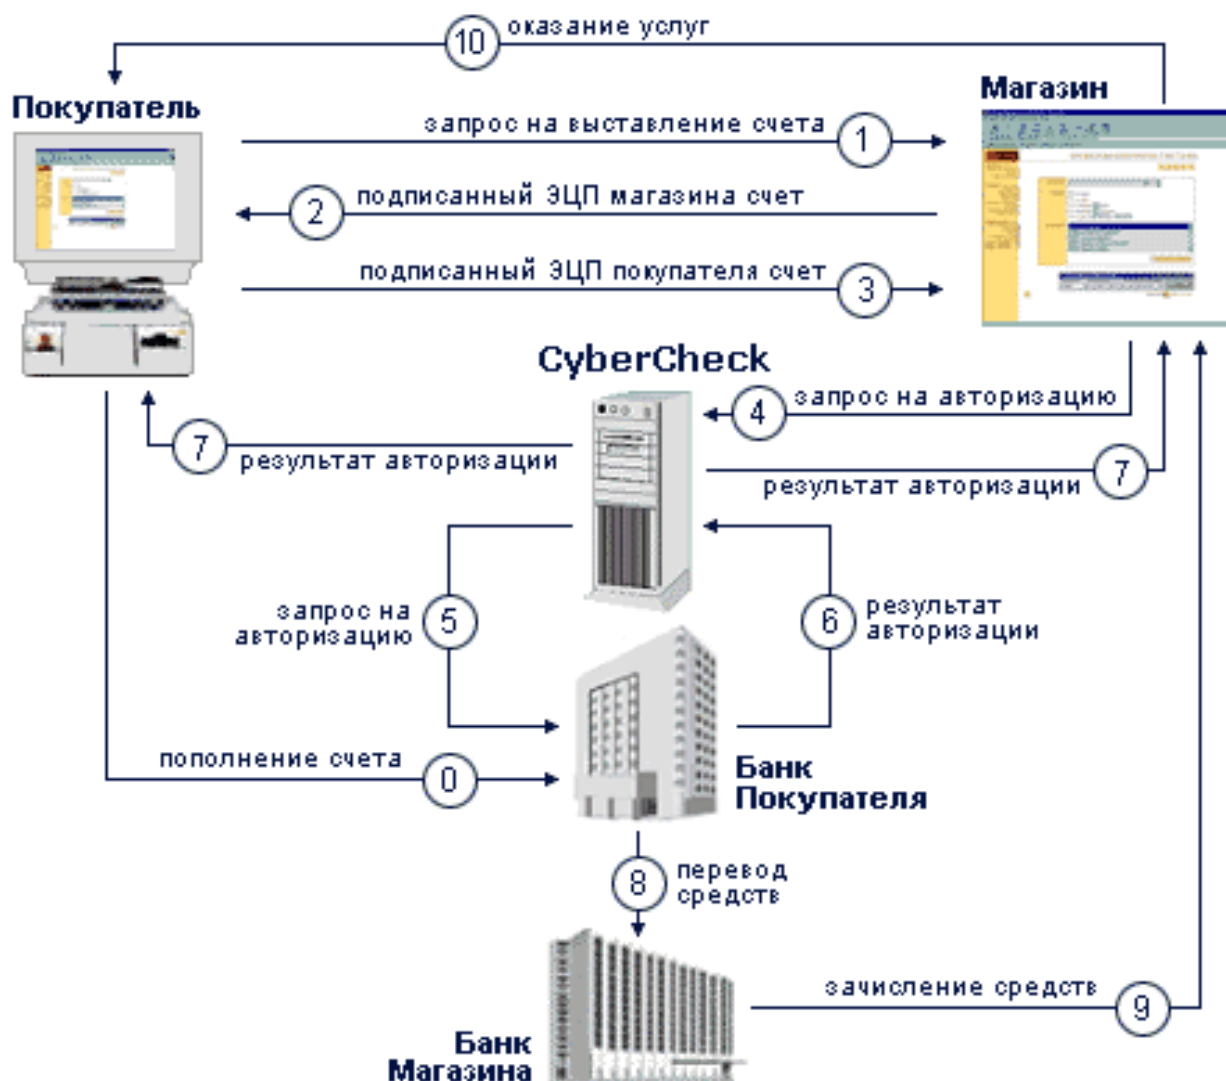 10
оказание услуг
Покупатель
Магазин
запрос на выставление счета
1
2
подписанный ЭЦП магазина счет
подписанный ЭЦП покупателя счет
3
CyberCheck
4
запрос на авторизацию
7
результат авторизации
результат авторизации
7
запрос на
авторизацию
5
6
результат
авторизации
пополнение счета
0
Банк
Покупателя
8
перевод
средств
зачисление средств
9
Банк
Магазина